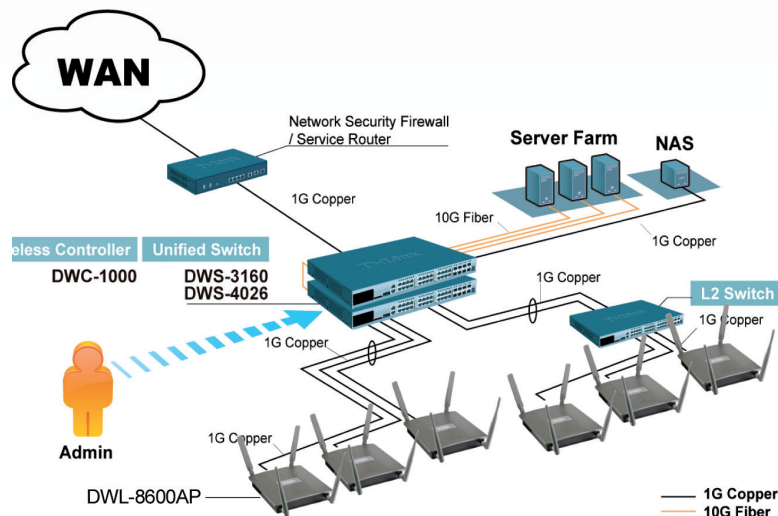 WAN
Network Security Firewall
/ Service Router
Server Farm
NAS
1G Copper
10G Fiber
1G Copper
eless Controller
Unified Switch
DWC-1000
DWS-3160
DWS-4026
1G Copper
L2 Switch
1G Copper
1G Copper
Admin
1G Copper
DWL-8600AP
1G Copper
10G Fiber